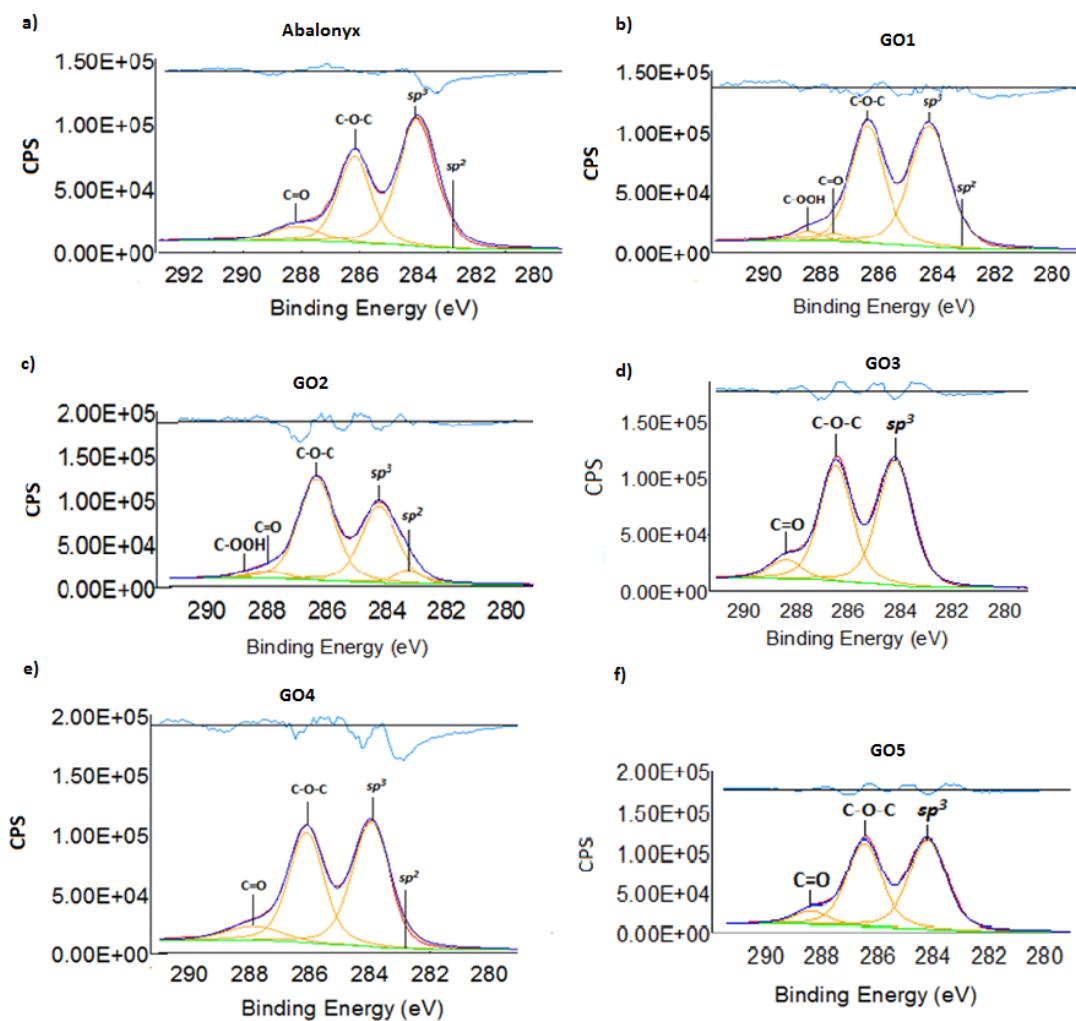 a)
Abalonyx
1.50E+05
1.00E+05
5.00E+04
0.00E+00
CPS
C=O
C-O-C
sp3
sp2
292 290 288 286 284 282 280
Binding Energy (eV)
b)
GO1
1.50E+05
1.00E+05
5.00E+04
0.00E+00
CPS
C-OOH
C=O
C-O-C
sp3
sp2
290 288 286 284 282 280
Binding Energy (eV)
c)
GO2
2.00E+05
1.50E+05
1.00E+05
5.00E+04
0.00E+00
CPS
C-OOH
C=O
C-O-C
sp3
sp2
290 288 286 284 282 280
Binding Energy (eV)
d)
GO3
1.50E+05
1.00E+05
5.00E+04
0.00E+00
CPS
C=O
C-O-C
sp3
290 288 286 284 282 280
Binding Energy (eV)
e)
GO4
2.00E+05
1.50E+05
1.00E+05
5.00E+04
0.00E+00
CPS
C=O
C-O-C
sp3
sp2
290 288 286 284 282 280
Binding Energy (eV)
f)
GO5
2.00E+05
1.50E+05
1.00E+05
5.00E+04
0.00E+00
CPS
C=O
C-O-C
sp3
290 288 286 284 282 280
Binding Energy (eV)